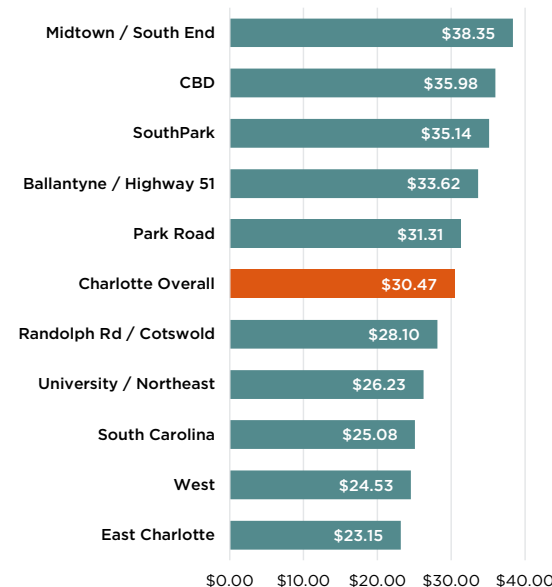 Midtown / South End $38.35
CBD $35.98
SouthPark $35.14
Ballantyne / Highway 51 $33.62
Park Road $31.31
Charlotte Overall $30.47
Randolph Rd / Cotswold $28.10
University / Northeast $26.23
South Carolina $25.08
West $24.53
East Charlotte $23.15
$0.00 $10.00 $20.00 $30.00 $40.00